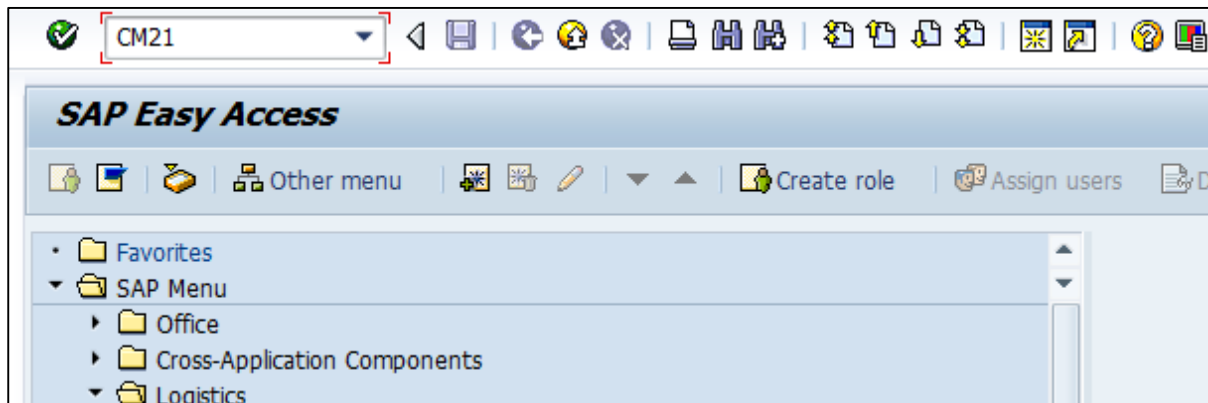 CM21
SAP Easy Access
Other menu Create role Assign users D
Favorites
SAP Menu
Office
Cross-Application Components
Logistics